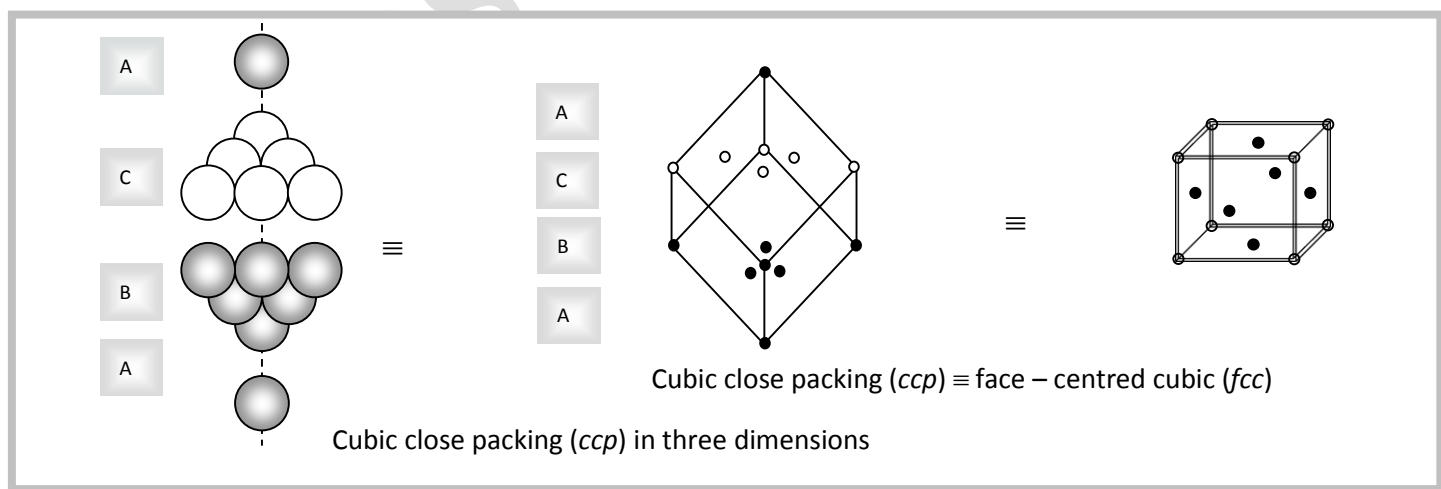 A
C
B
A
≡
A
C
B
A
≡
Cubic close packing (ccp) ≡ face – centred cubic (fcc)
Cubic close packing (ccp) in three dimensions